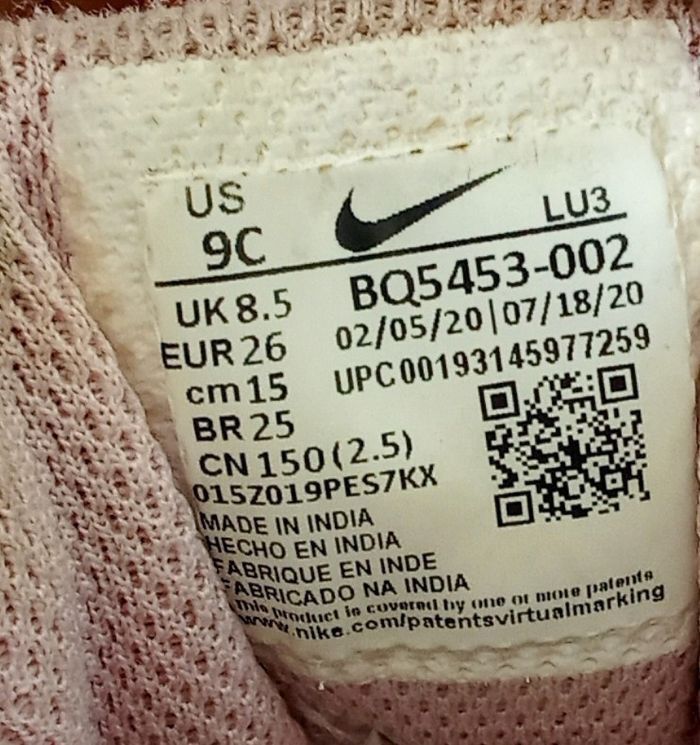 US
9C
LU3
UK 8.5
BQ5453-002
EUR 26
02/05/20|07/18/20
cm 15
UPC00193145977259
BR 25
CN 150 (2.5)
015Z019PES7KX
MADE IN INDIA
HECHO EN INDIA
FABRIQUE EN INDE
FABRICADO NA INDIA
This product is covered by one or more patents
www.nike.com/patentsvirtualmarking